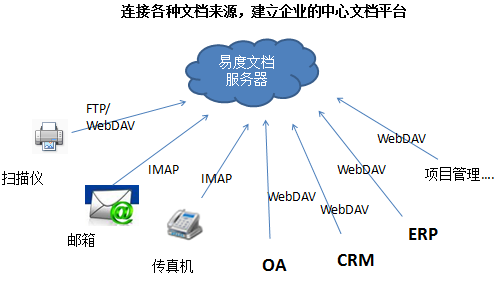 连接各种文档来源，建立企业的中心文档平台
易度文档
服务器
FTP/
WebDAV
WebDAV
扫描仪
IMAP
IMAP
WebDAV
项目管理....
WebDAV
WebDAV
邮箱
传真机
OA
CRM
ERP